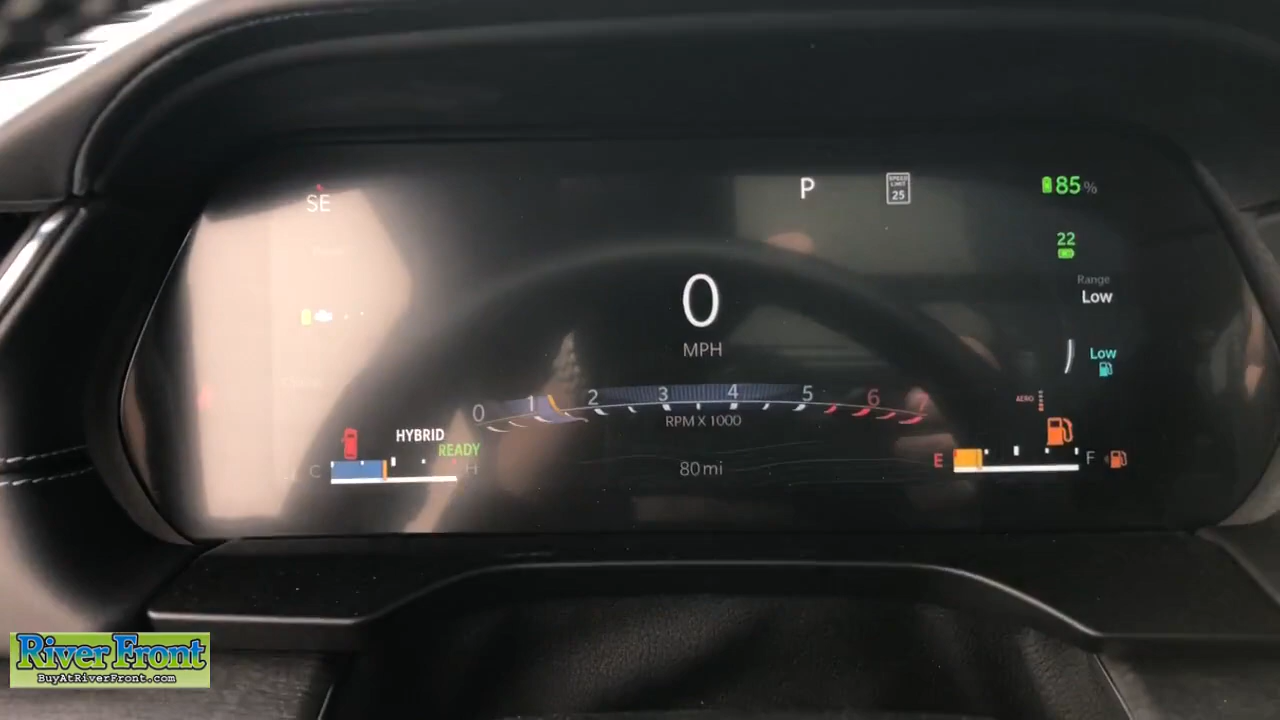 SE
P
SPEED LIMIT 25
85%
22
Range
Low
0
MPH
Low
0 1 2 3 4 5 6 7
RPM X 1000
AERO
HYBRID
READY
C H
80mi
E F
River Front
BuyAtRiverFront.com